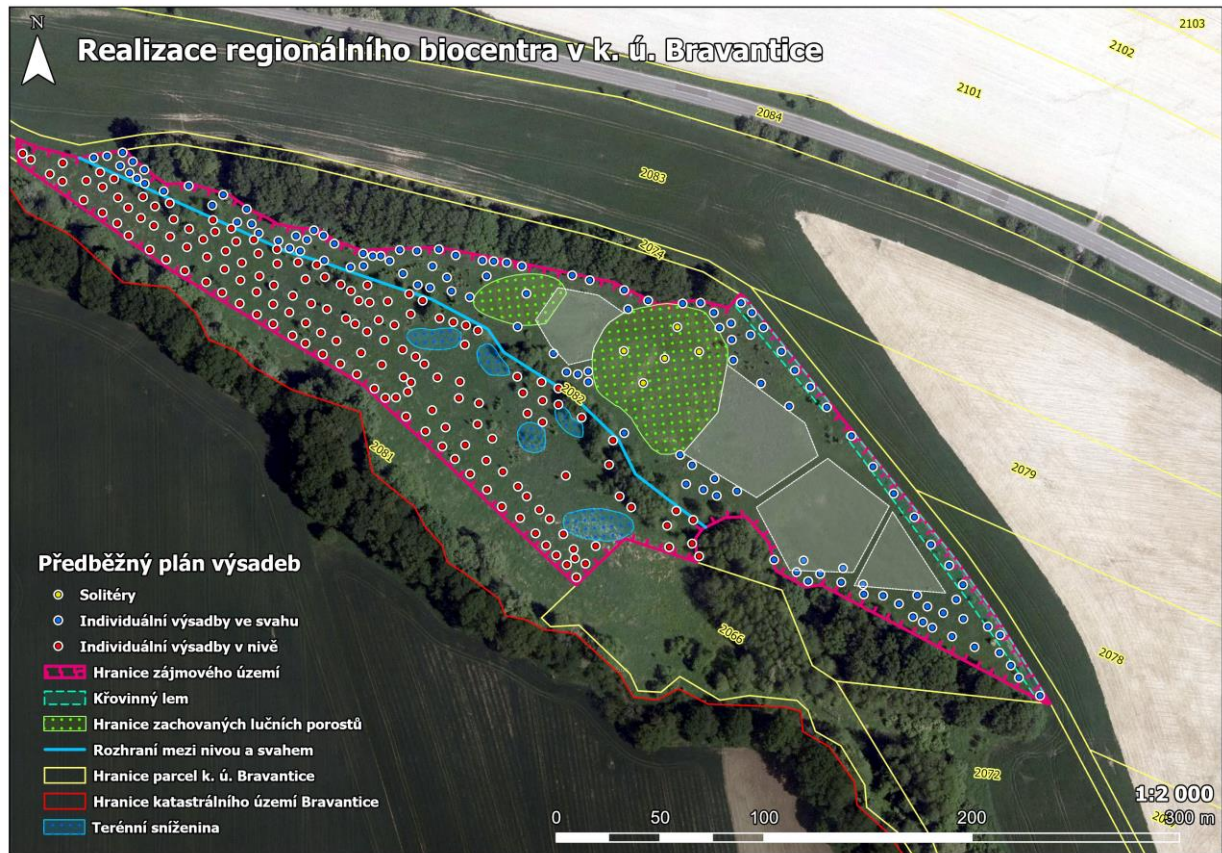 N
Realizace regionálního biocentra v k. ú. Bravantice
2103
2102
2101
2084
2083
2074
2082
2081
2079
2066
2078
2072
Předběžný plán výsadeb
Solitéry
Individuální výsadby ve svahu
Individuální výsadby v nivě
Hranice zájmového území
Křovinný lem
Hranice zachovaných lučních porostů
Rozhraní mezi nivou a svahem
Hranice parcel k. ú. Bravantice
Hranice katastrálního území Bravantice
Terénní sníženina
1:2 000
0 50 100 200 300 m